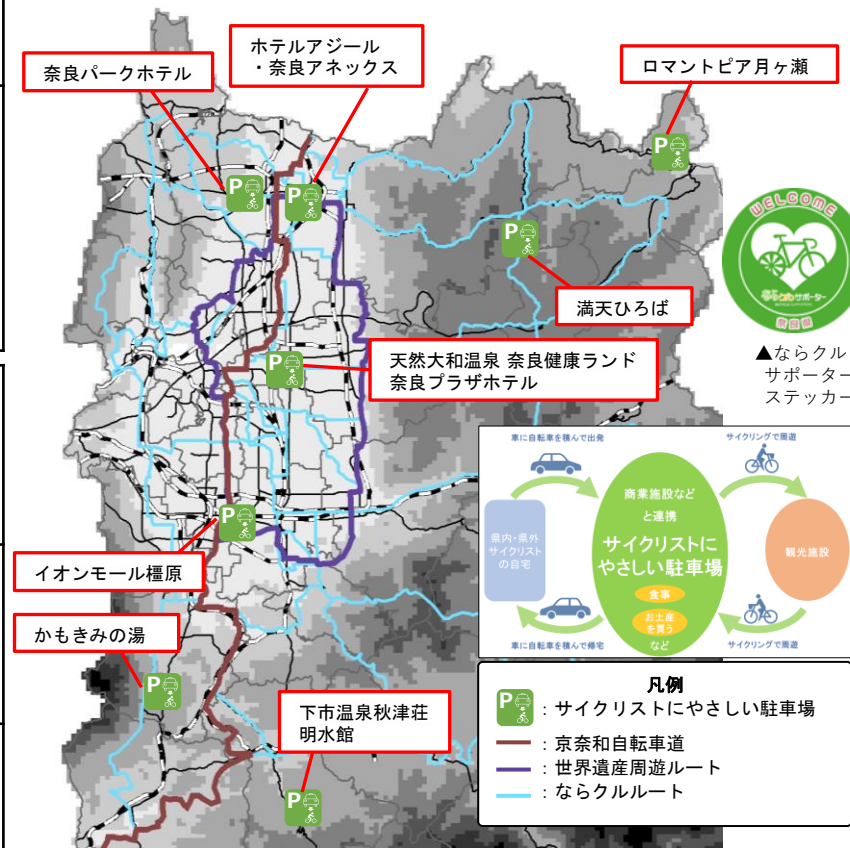 奈良パークホテル
ホテルアジール
・奈良アネックス
ロマントピア月ヶ瀬
P
P
P
P
WELCOME
サポーター
奈良県
満天ひろば
▲ならクル
サポーター
ステッカー
天然大和温泉 奈良健康ランド
奈良プラザホテル
P
車に自転車を積んで出発
サイクリングで周遊
県内・県外
サイクリスト
の自宅
商業施設など
と連携
サイクリストに
やさしい駐車場
食事
お土産
を買う
など
観光施設
車に自転車を積んで帰宅
サイクリングで周遊
P
イオンモール橿原
かもきみの湯
P
下市温泉秋津荘
明水館
P
凡例
P：サイクリストにやさしい駐車場
：京奈和自転車道
：世界遺産周遊ルート
：ならクルルート